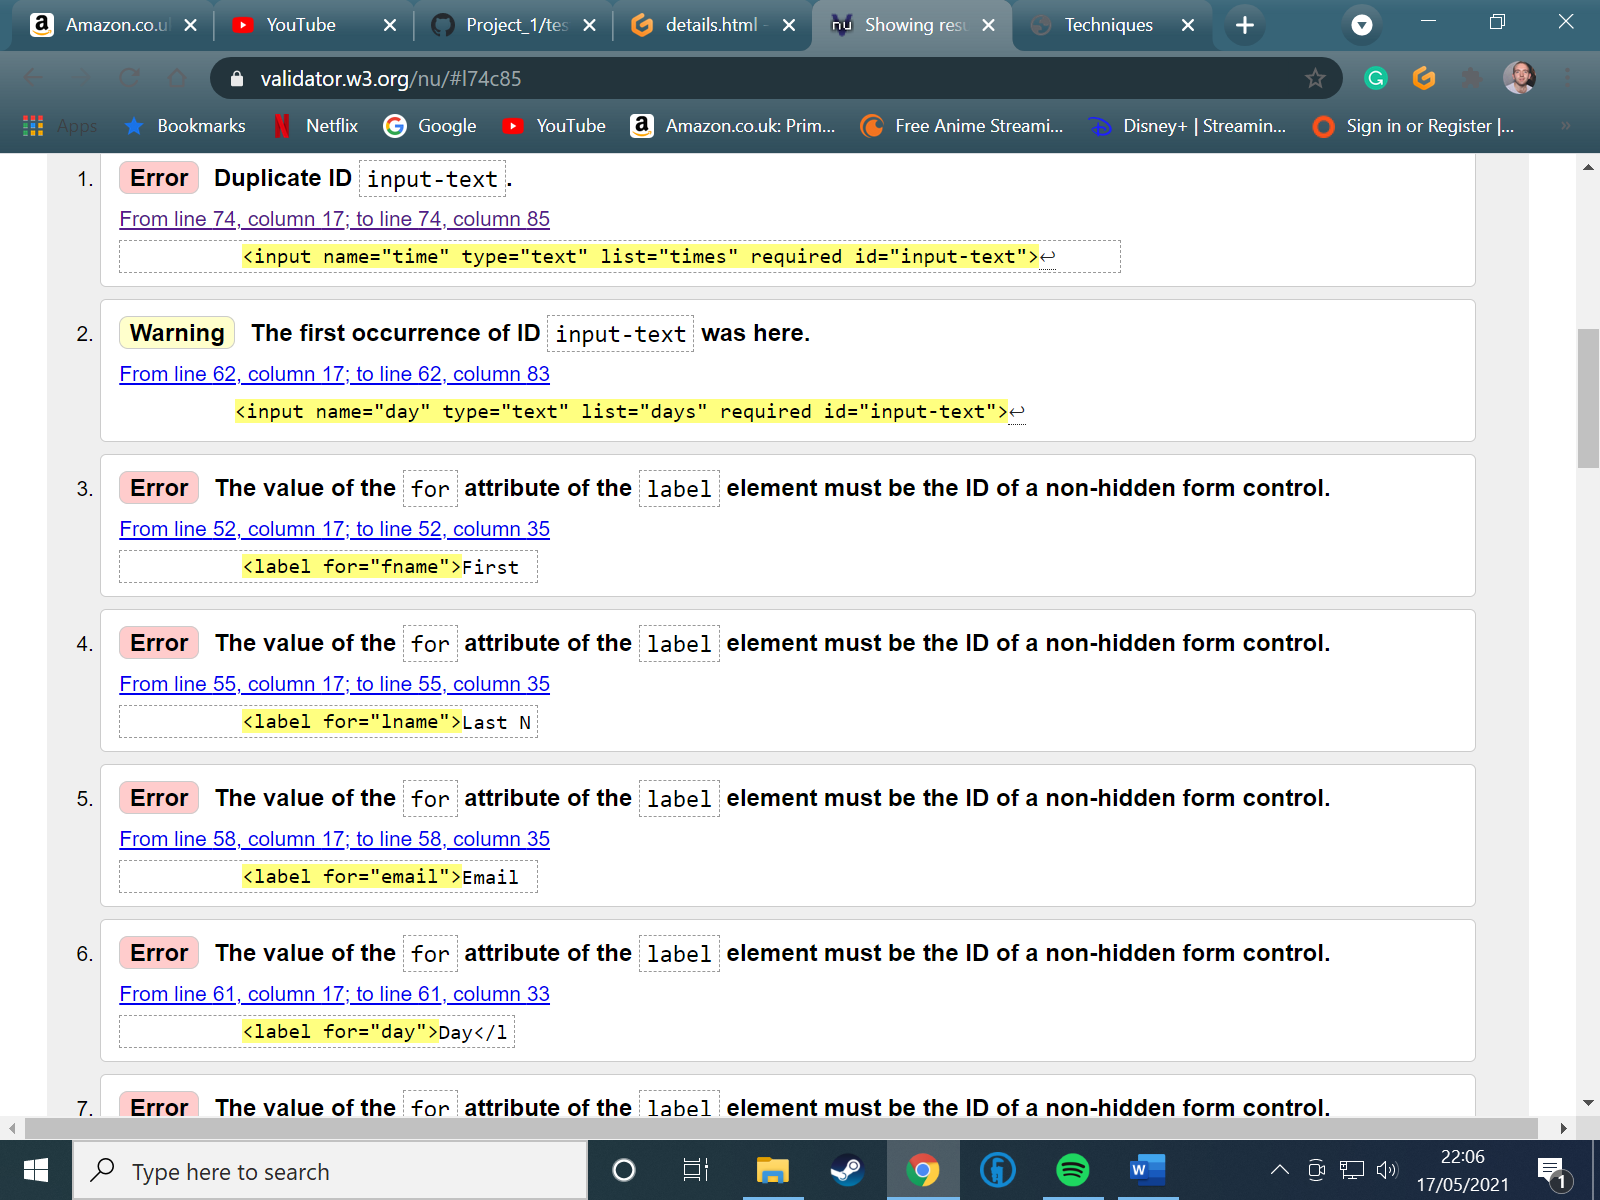 Amazon.co.u
YouTube
Project_1/tes
details.html
Showing res
Techniques
validator.w3.org/nu/#l74c85
Apps
Bookmarks
Netflix
Google
YouTube
Amazon.co.uk: Prim...
Free Anime Streami...
Disney+ | Streamin...
Sign in or Register |...
1. Error Duplicate ID input-text.
From line 74, column 17; to line 74, column 85
<input name="time" type="text" list="times" required id="input-text">↩
2. Warning The first occurrence of ID input-text was here.
From line 62, column 17; to line 62, column 83
<input name="day" type="text" list="days" required id="input-text">↩
3. Error The value of the for attribute of the label element must be the ID of a non-hidden form control.
From line 52, column 17; to line 52, column 35
<label for="fname">First
4. Error The value of the for attribute of the label element must be the ID of a non-hidden form control.
From line 55, column 17; to line 55, column 35
<label for="lname">Last N
5. Error The value of the for attribute of the label element must be the ID of a non-hidden form control.
From line 58, column 17; to line 58, column 35
<label for="email">Email
6. Error The value of the for attribute of the label element must be the ID of a non-hidden form control.
From line 61, column 17; to line 61, column 33
<label for="day">Day</l
7. Error The value of the for attribute of the label element must be the ID of a non-hidden form control.
Type here to search
22:06
17/05/2021
1